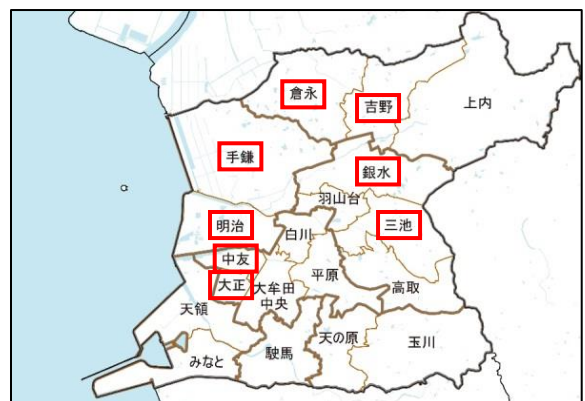 倉永
吉野
上内
手鎌
銀水
羽山台
明治
白川
三池
中友
大正
大牟田
中央
平原
高取
天領
みなと
駛馬
天の原
玉川